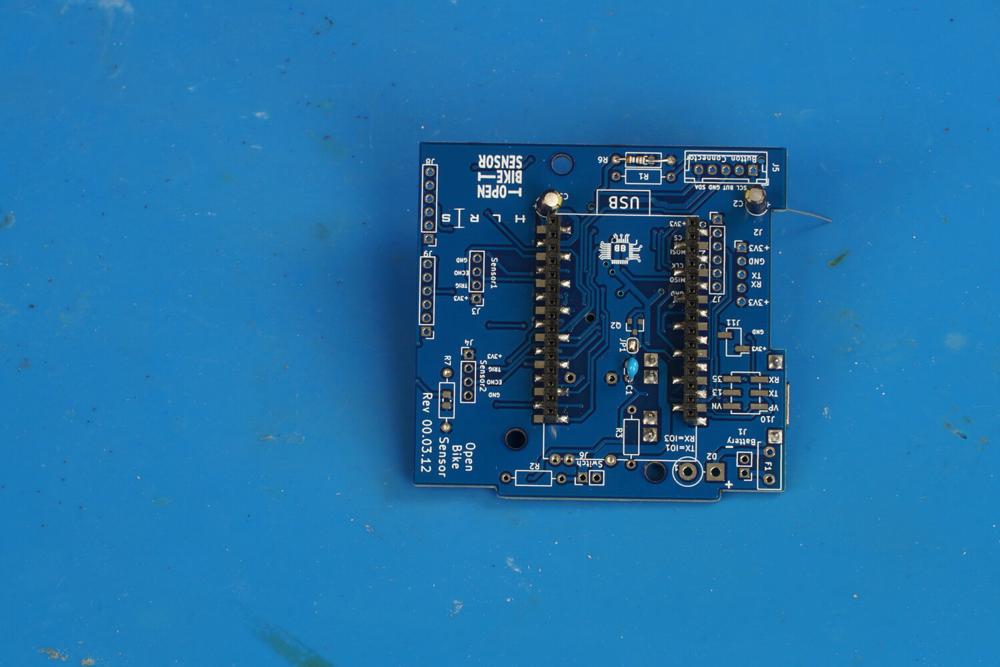 J8
OPEN
BIKE
SENSOR
S R L H
C
USB
R6
R1
Button Connector
J5
SCL BUT GND SDA
C2
J9
Sensor1
GND
ECHO
TRIG
+3V3
J3
+3V3
CS
MOSI
CLK
MISO
GND
J7
J2
+3V3
GND
TX
RX
+3V3
Q2
JP1
C1
J11
GND
+3V3
J4
Sensor2
+3V3
TRIG
ECHO
GND
R7
35 RX
13 TX
VN VP
J10
Open
Bike
Sensor
Rev 00.03.12
R3
RX=IO3
TX=IO1
J1
Battery
- +
F1
D2
R2
Switch
J6